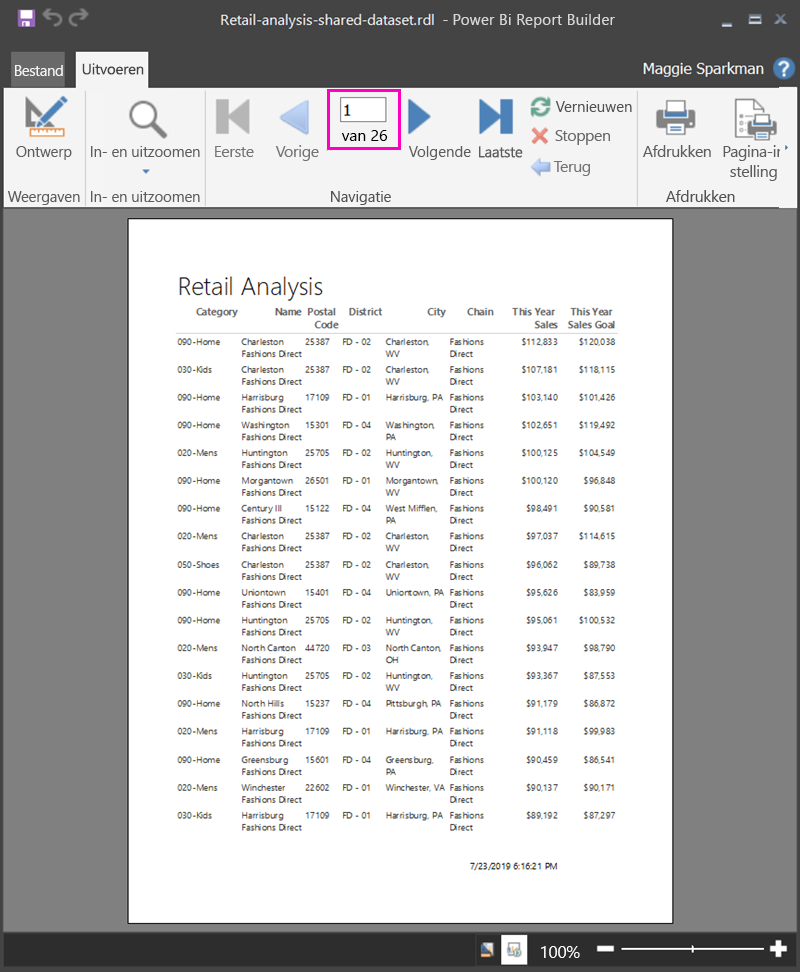 Retail-analysis-shared-dataset.rdl - Power Bi Report Builder
Bestand Uitvoeren Maggie Sparkman ?
Ontwerp In- en uitzoomen Eerste Vorige 1 van 26 Volgende Laatste Vernieuwen Stoppen Terug Afdrukken Pagina-in
stelling
Weergaven In- en uitzoomen Navigatie Afdrukken
Retail Analysis
Category Name Postal District City Chain This Year This Year
Code Sales Sales Goal
090-Home Charleston 25387 FD - 02 Charleston, Fashions $112,833 $120,038
Fashions Direct WV Direct
030-Kids Charleston 25387 FD - 02 Charleston, Fashions $107,181 $118,115
Fashions Direct WV Direct
090-Home Harrisburg 17109 FD - 01 Harrisburg, PA Fashions $103,140 $101,426
Fashions Direct Direct
090-Home Washington 15301 FD - 04 Washington, Fashions $102,651 $119,492
Fashions Direct PA Direct
020-Mens Huntington 25705 FD - 02 Huntington, Fashions $100,125 $104,549
Fashions Direct WV Direct
090-Home Morgantown 26501 FD - 01 Morgantown, Fashions $100,120 $96,848
Fashions Direct WV Direct
090-Home Century III 15122 FD - 04 West Mifflen, Fashions $98,491 $90,581
Fashions Direct PA Direct
020-Mens Charleston 25387 FD - 02 Charleston, Fashions $97,037 $114,615
Fashions Direct WV Direct
050-Shoes Charleston 25387 FD - 02 Charleston, Fashions $96,062 $89,738
Fashions Direct WV Direct
090-Home Uniontown 15401 FD - 04 Uniontown, PA Fashions $95,626 $83,959
Fashions Direct Direct
090-Home Huntington 25705 FD - 02 Huntington, Fashions $95,061 $100,532
Fashions Direct WV Direct
020-Mens North Canton 44720 FD - 03 North Canton, Fashions $93,947 $98,790
Fashions Direct OH Direct
030-Kids Huntington 25705 FD - 02 Huntington, Fashions $93,367 $87,553
Fashions Direct WV Direct
090-Home North Hills 15237 FD - 04 Pittsburgh, PA Fashions $91,179 $86,872
Fashions Direct Direct
020-Mens Harrisburg 17109 FD - 01 Harrisburg, PA Fashions $91,118 $99,983
Fashions Direct Direct
090-Home Greensburg 15601 FD - 04 Greensburg, Fashions $90,459 $86,541
Fashions Direct PA Direct
020-Mens Winchester 22602 FD - 01 Winchester, VA Fashions $90,137 $90,171
Fashions Direct Direct
030-Kids Harrisburg 17109 FD - 01 Harrisburg, PA Fashions $89,192 $87,297
Fashions Direct Direct
7/23/2019 6:16:21 PM
100%